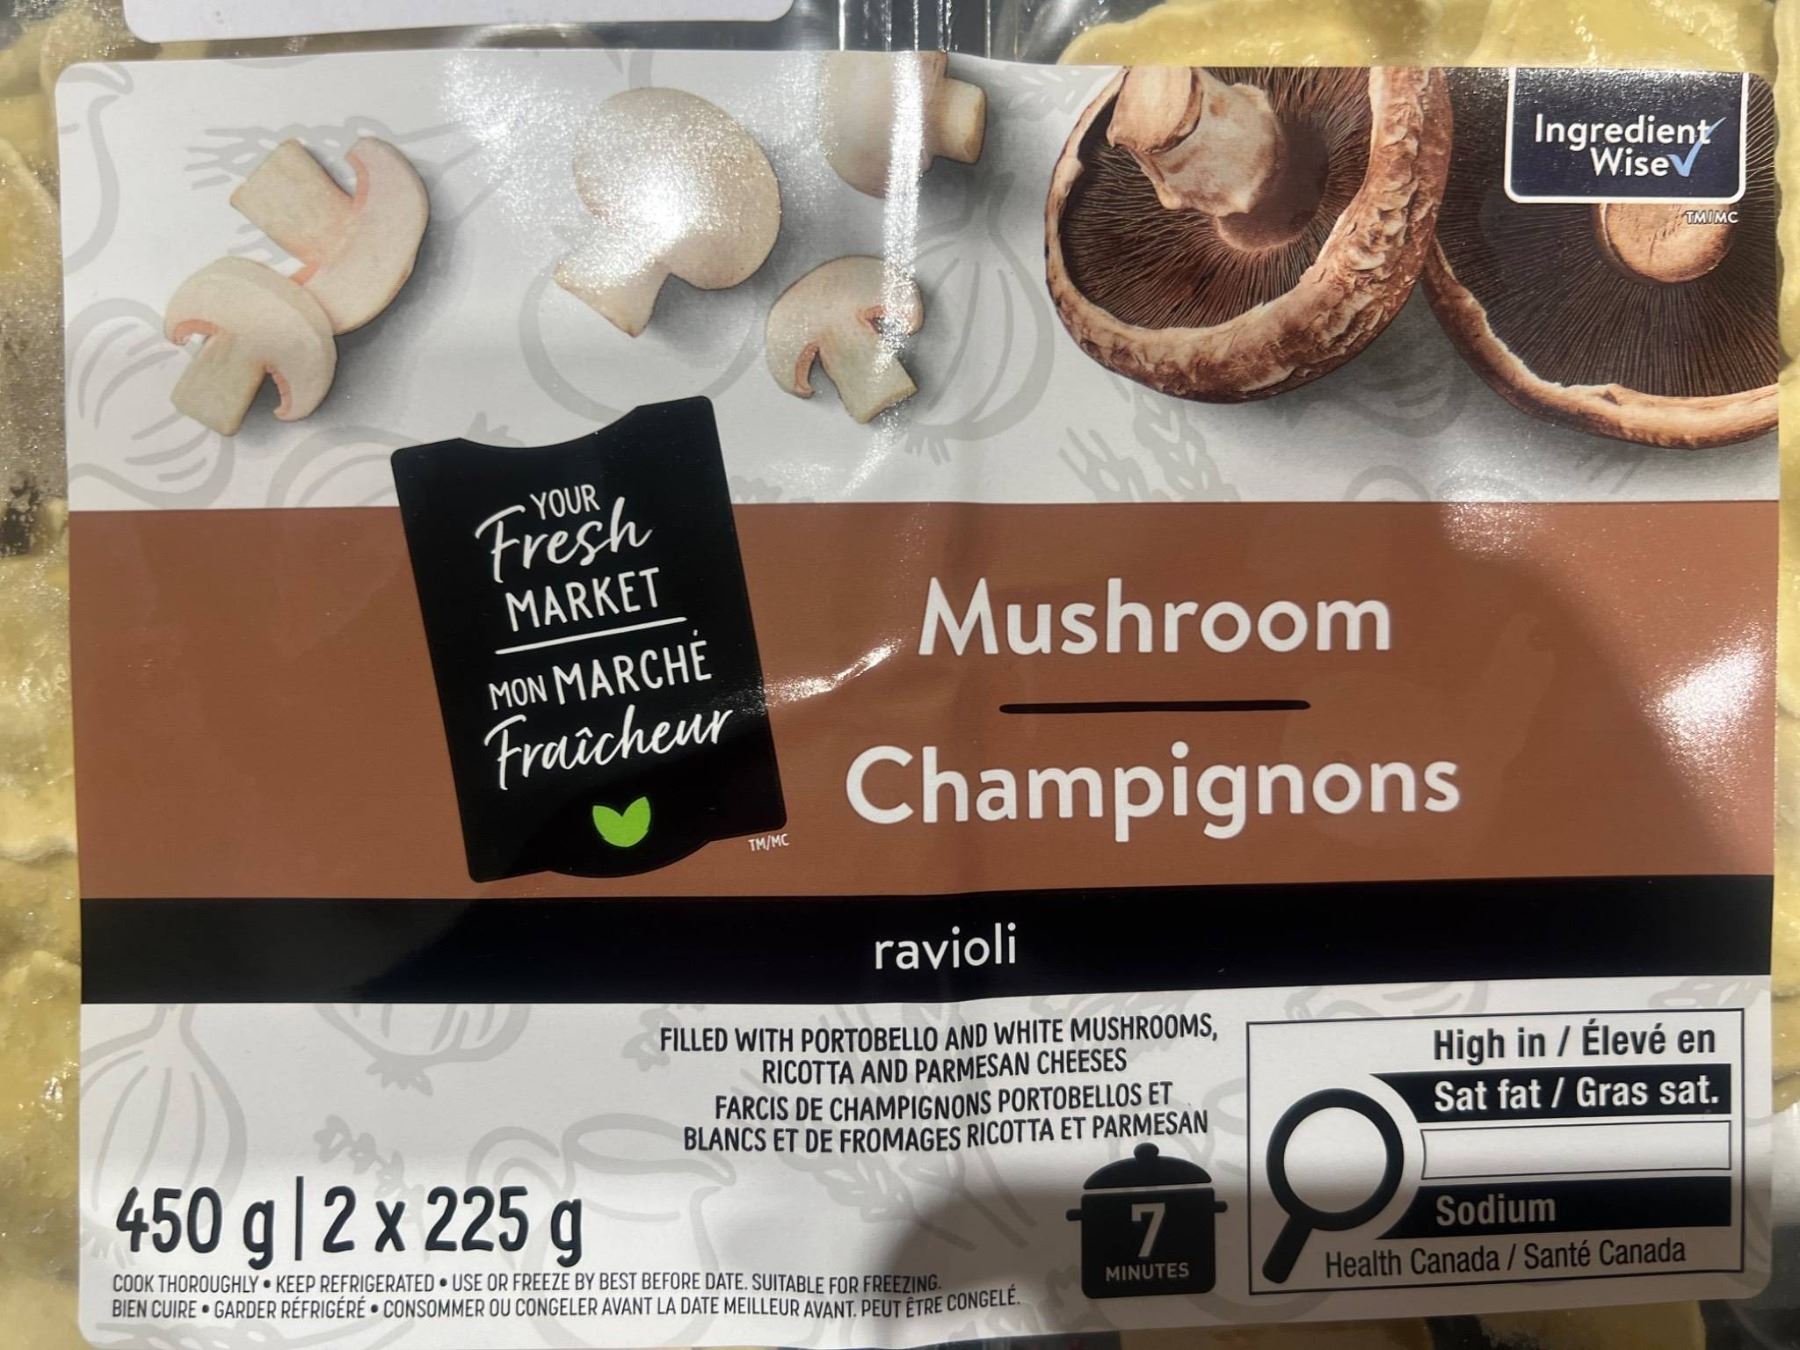 Ingredient
Wise
TM/MC
YOUR
Fresh
MARKET
MON MARCHÉ
Fraîcheur
TM/MC
Mushroom
Champignons
ravioli
FILLED WITH PORTOBELLO AND WHITE MUSHROOMS,
RICOTTA AND PARMESAN CHEESES
FARCIS DE CHAMPIGNONS PORTOBELLOS ET
BLANCS ET DE FROMAGES RICOTTA ET PARMESAN
7
MINUTES
High in / Élevé en
Sat fat / Gras sat.
Sodium
Health Canada / Santé Canada
450 g | 2 x 225 g
COOK THOROUGHLY • KEEP REFRIGERATED • USE OR FREEZE BY BEST BEFORE DATE. SUITABLE FOR FREEZING.
BIEN CUIRE • GARDER RÉFRIGÉRÉ • CONSOMMER OU CONGELER AVANT LA DATE MEILLEUR AVANT. PEUT ÊTRE CONGELÉ.